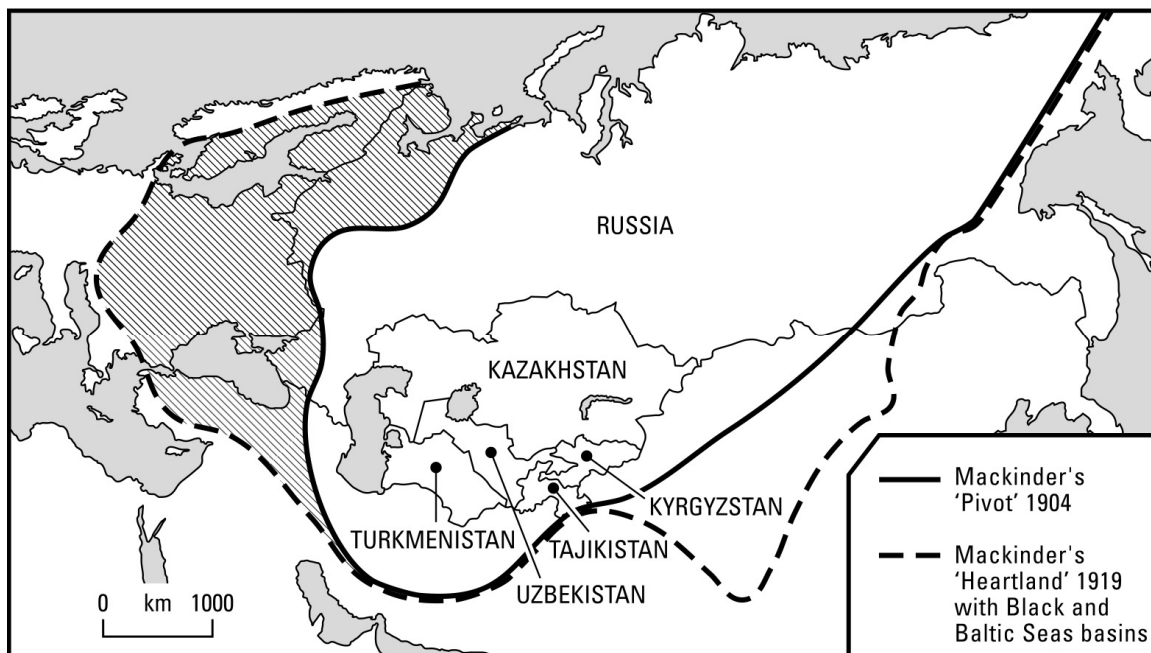 RUSSIA
KAZAKHSTAN
KYRGYZSTAN
TURKMENISTAN
TAJIKISTAN
UZBEKISTAN
0 km 1000
Mackinder's
'Pivot' 1904
Mackinder's
'Heartland' 1919
with Black and
Baltic Seas basins